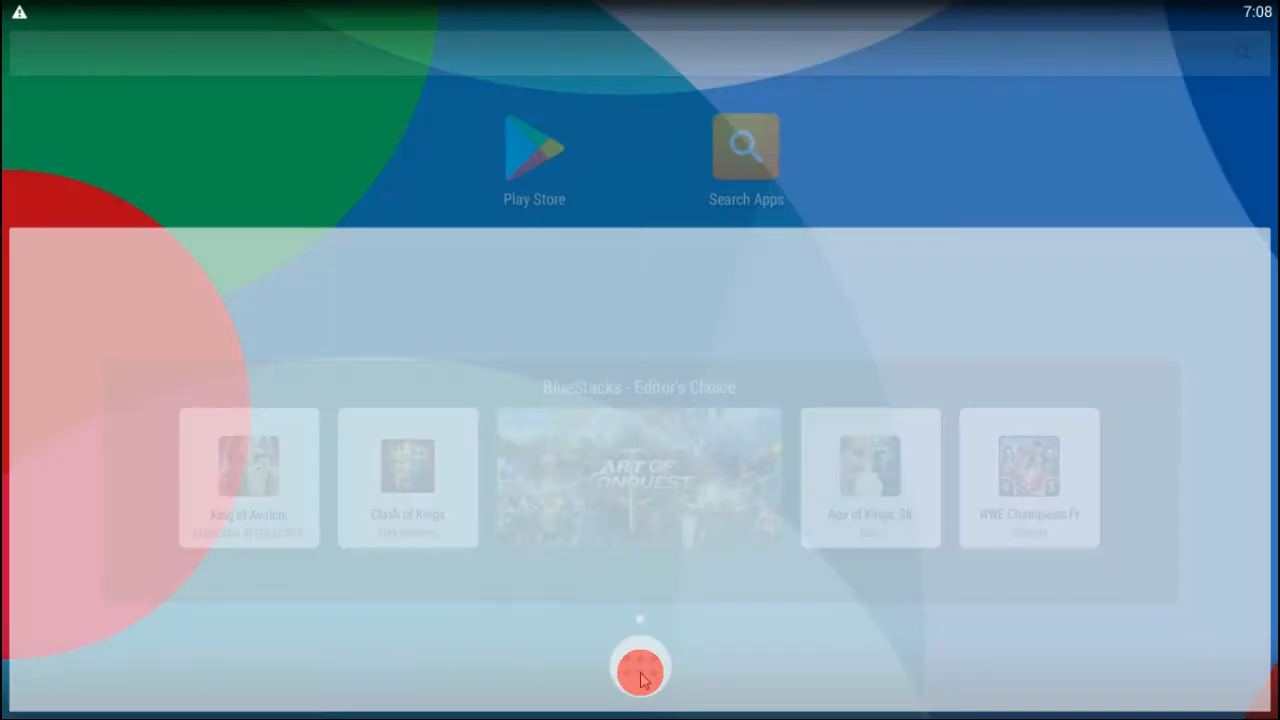 7:08
Play Store
Search Apps
BlueStacks - Editor's Choice
ART OF
CONQUEST
King of Avalon:
Clash of Kings
Age of Kings: Sk
WWE Champions Fr